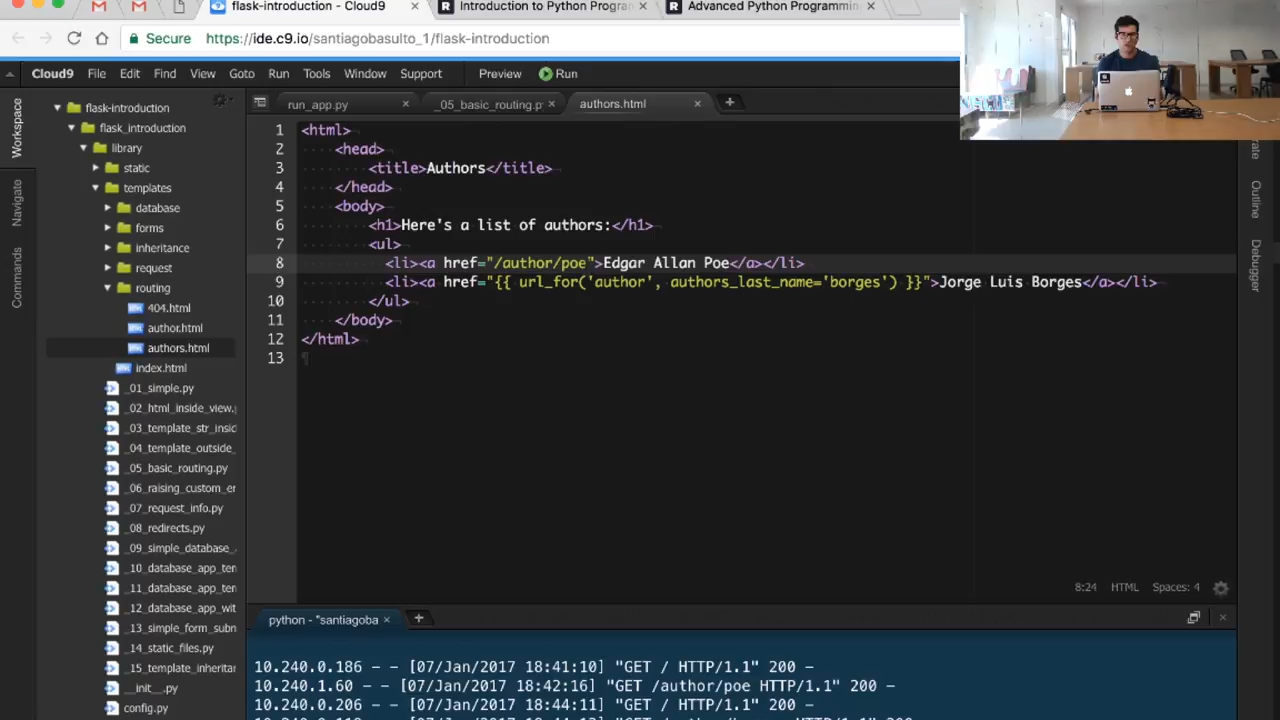 flask-introduction - Cloud9 ×
Introduction to Python Progra ×
Advanced Python Programmin ×
Secure https://ide.c9.io/santiagobasulto_1/flask-introduction
Cloud9 File Edit Find View Goto Run Tools Window Support Preview Run
Workspace
Navigate
Commands
flask-introduction
flask_introduction
library
static
templates
database
forms
inheritance
request
routing
404.html
author.html
authors.html
index.html
_01_simple.py
_02_html_inside_view.
_03_template_str_insid
_04_template_outside_
_05_basic_routing.py
_06_raising_custom_er
_07_request_info.py
_08_redirects.py
_09_simple_database_
_10_database_app_ter
_11_database_app_ter
_12_database_app_wit
_13_simple_form_subn
_14_static_files.py
_15_template_inherita
__init__.py
config.py
run_app.py × _05_basic_routing.p × authors.html ×
1 <html>
2 <head>
3 <title>Authors</title>
4 </head>
5 <body>
6 <h1>Here's a list of authors:</h1>
7 <ul>
8 <li><a href="/author/poe">Edgar Allan Poe</a></li>
9 <li><a href="{{ url_for('author', authors_last_name='borges') }}">Jorge Luis Borges</a></li>
10 </ul>
11 </body>
12 </html>
13
8:24 HTML Spaces: 4
Outline
Debugger
python - "santiagoba ×
10.240.0.186 - - [07/Jan/2017 18:41:10] "GET / HTTP/1.1" 200 -
10.240.1.60 - - [07/Jan/2017 18:42:16] "GET /author/poe HTTP/1.1" 200 -
10.240.0.206 - - [07/Jan/2017 18:44:11] "GET / HTTP/1.1" 200 -